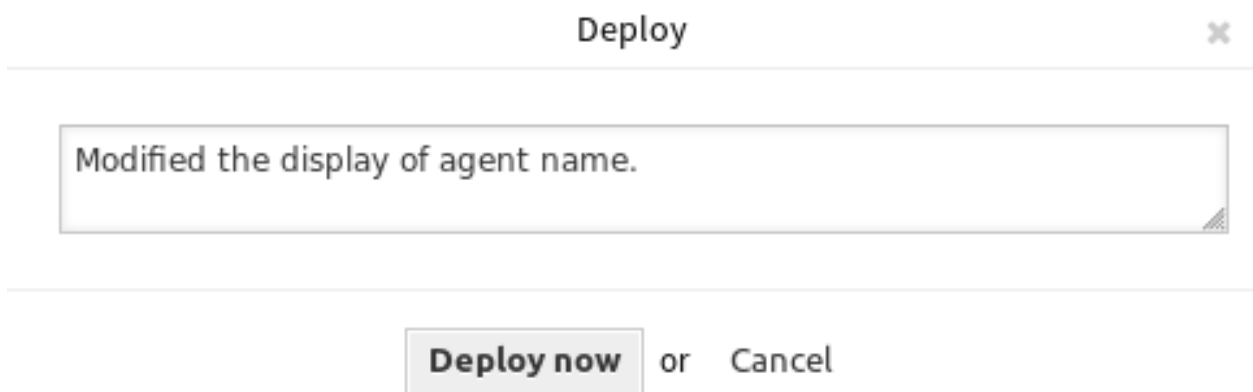 Deploy
Modified the display of agent name.
Deploy now or Cancel